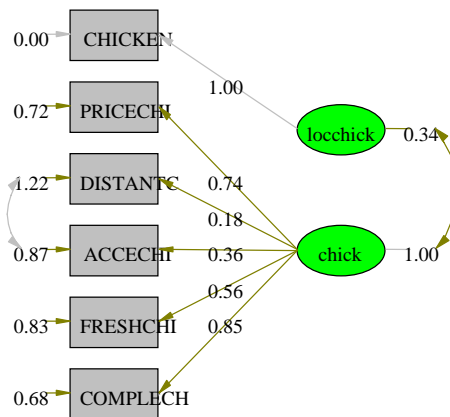 0.00 CHICKEN
1.00
0.72 PRICECHI
locchick 0.34
1.22 DISTANTC 0.74
0.18
0.87 ACCECHI 0.36 chick 1.00
0.56
0.83 FRESHCHI 0.85
0.68 COMPLECH